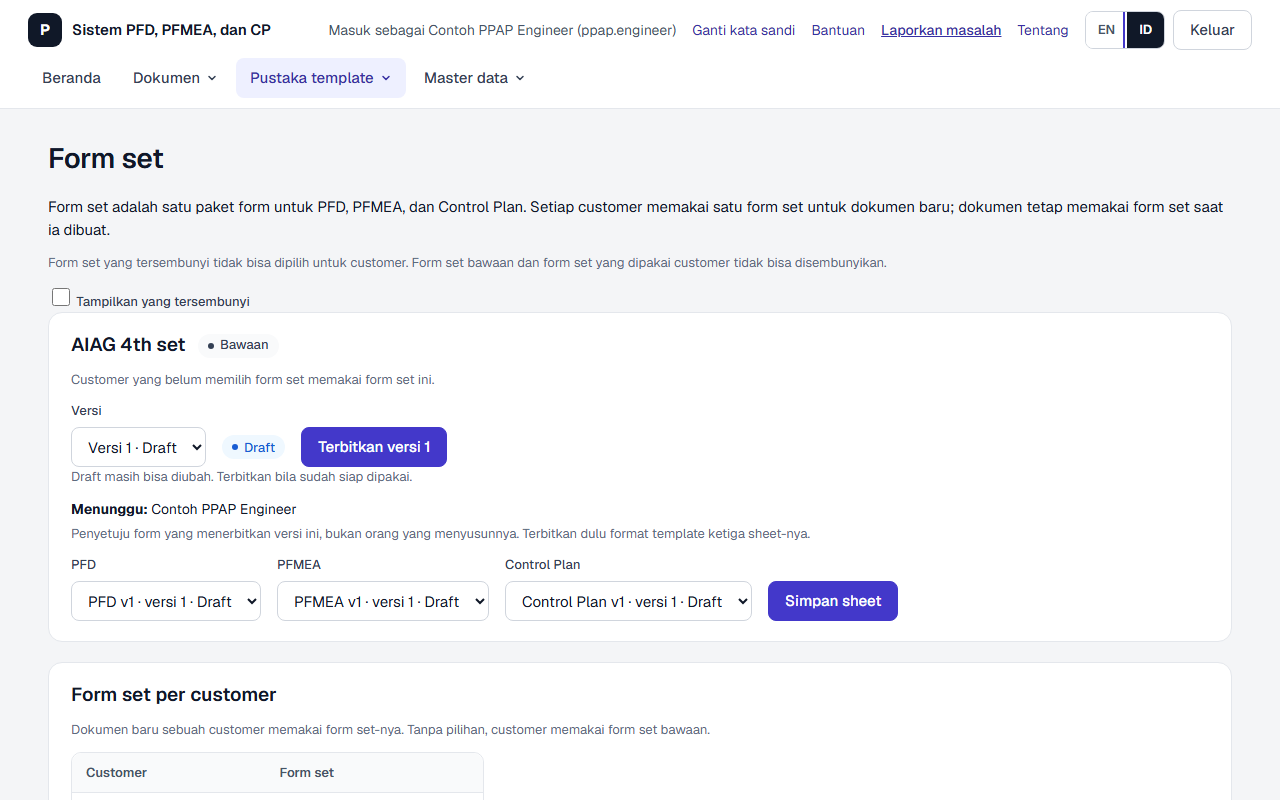 P
Sistem PFD, PFMEA, dan CP
Masuk sebagai Contoh PPAP Engineer (ppap.engineer)
Ganti kata sandi
Bantuan
Laporkan masalah
Tentang
EN
ID
Keluar
Beranda
Dokumen
Pustaka template
Master data
Form set
Form set adalah satu paket form untuk PFD, PFMEA, dan Control Plan. Setiap customer memakai satu form set untuk dokumen baru; dokumen tetap memakai form set saat
ia dibuat.
Form set yang tersembunyi tidak bisa dipilih untuk customer. Form set bawaan dan form set yang dipakai customer tidak bisa disembunyikan.
Tampilkan yang tersembunyi
AIAG 4th set
Bawaan
Customer yang belum memilih form set memakai form set ini.
Versi
Versi 1 · Draft
Draft
Terbitkan versi 1
Draft masih bisa diubah. Terbitkan bila sudah siap dipakai.
Menunggu: Contoh PPAP Engineer
Penyetuju form yang menerbitkan versi ini, bukan orang yang menyusunnya. Terbitkan dulu format template ketiga sheet-nya.
PFD
PFMEA
Control Plan
PFD v1 · versi 1 · Draft
PFMEA v1 · versi 1 · Draft
Control Plan v1 · versi 1 · Draft
Simpan sheet
Form set per customer
Dokumen baru sebuah customer memakai form set-nya. Tanpa pilihan, customer memakai form set bawaan.
Customer
Form set